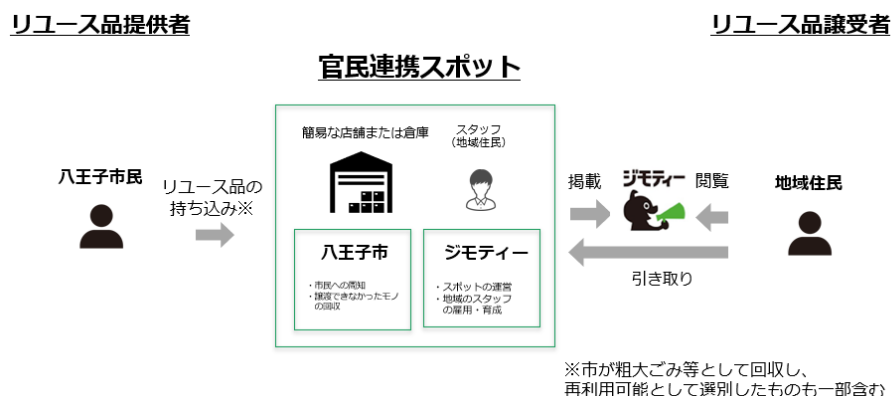 リユース品提供者
リユース品譲受者
官民連携スポット
簡易な店舗または倉庫
スタッフ
（地域住民）
八王子市民
リユース品の
持ち込み※
掲載
ジモティー
閲覧
地域住民
八王子市
・市民への周知
・譲渡できなかったモノ
の回収
ジモティー
・スポットの運営
・地域のスタッフ
の雇用・育成
引き取り
※市が粗大ごみ等として回収し、
再利用可能として選別したものも一部含む